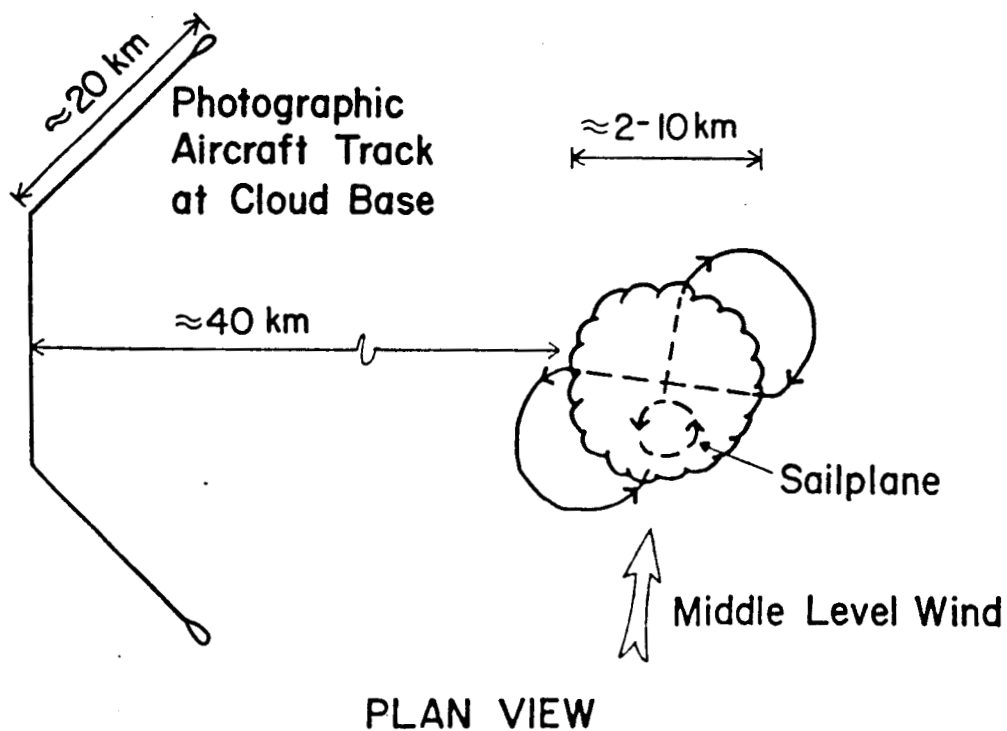 ≈20 km
Photographic
Aircraft Track
at Cloud Base
≈2-10 km
≈40 km
Sailplane
Middle Level Wind
PLAN VIEW